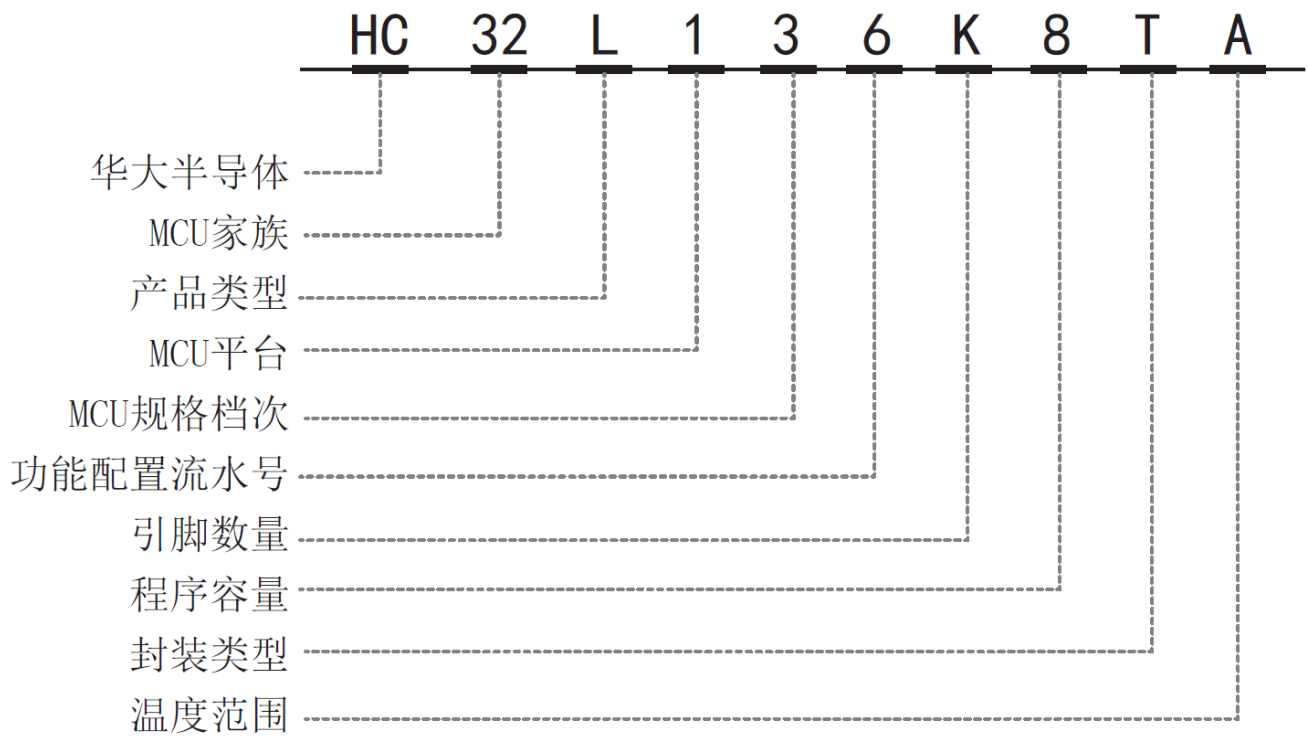 HC 32 L 1 3 6 K 8 T A
华大半导体
MCU家族
产品类型
MCU平台
MCU规格档次
功能配置流水号
引脚数量
程序容量
封装类型
温度范围